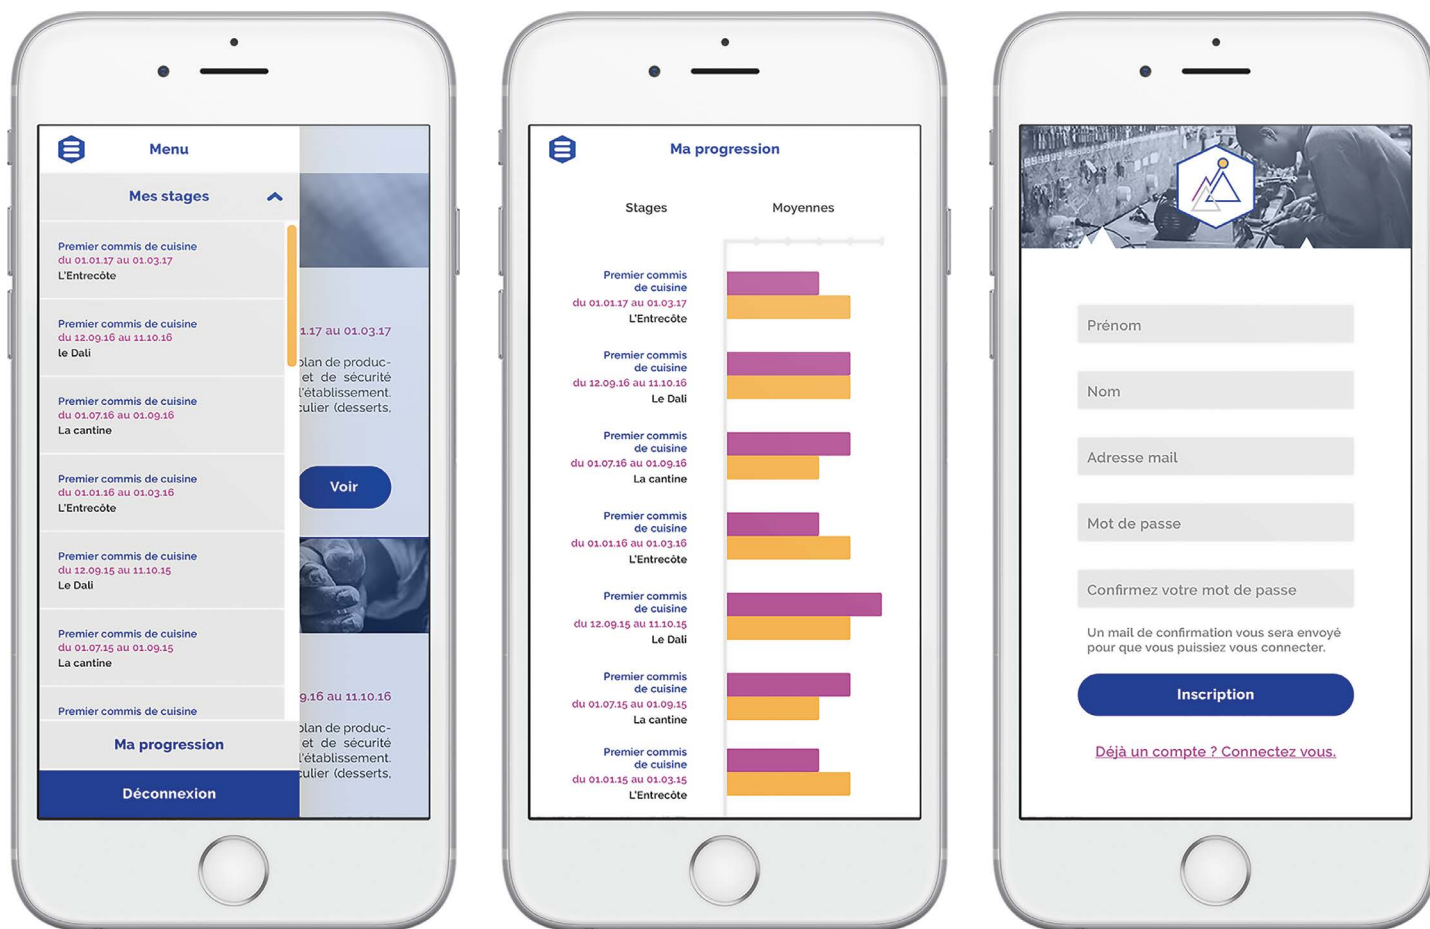 Menu
Mes stages
Premier commis de cuisine
du 01.01.17 au 01.03.17
L'Entrecôte
Premier commis de cuisine
du 12.09.16 au 11.10.16
le Dali
Premier commis de cuisine
du 01.07.16 au 01.09.16
La cantine
Premier commis de cuisine
du 01.01.16 au 01.03.16
L'Entrecôte
Premier commis de cuisine
du 12.09.15 au 11.10.15
Le Dali
Premier commis de cuisine
du 01.07.15 au 01.09.15
La cantine
Premier commis de cuisine
Ma progression
Déconnexion
1.17 au 01.03.17
plan de produc-
et de sécurité
l'établissement.
culier (desserts,
Voir
9.16 au 11.10.16
plan de produc-
et de sécurité
l'établissement.
culier (desserts,
Ma progression
Stages
Moyennes
Premier commis
de cuisine
du 01.01.17 au 01.03.17
L'Entrecôte
Premier commis
de cuisine
du 12.09.16 au 11.10.16
Le Dali
Premier commis
de cuisine
du 01.07.16 au 01.09.16
La cantine
Premier commis
de cuisine
du 01.01.16 au 01.03.16
L'Entrecôte
Premier commis
de cuisine
du 12.09.15 au 11.10.15
Le Dali
Premier commis
de cuisine
du 01.07.15 au 01.09.15
La cantine
Premier commis
de cuisine
du 01.01.15 au 01.03.15
L'Entrecôte
Prénom
Nom
Adresse mail
Mot de passe
Confirmez votre mot de passe
Un mail de confirmation vous sera envoyé
pour que vous puissiez vous connecter.
Inscription
Déjà un compte ? Connectez vous.